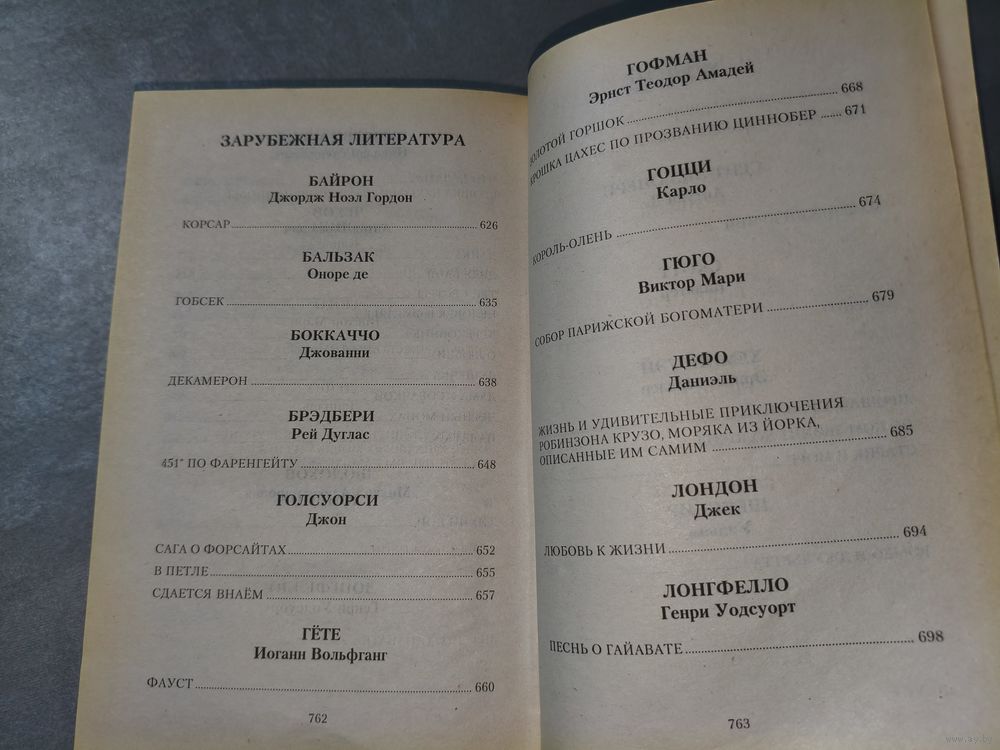 ЗАРУБЕЖНАЯ ЛИТЕРАТУРА
БАЙРОН
Джордж Ноэл Гордон
КОРСАР 626
БАЛЬЗАК
Оноре де
ГОБСЕК 635
БОККАЧЧО
Джованни
ДЕКАМЕРОН 638
БРЭДБЕРИ
Рей Дуглас
451° ПО ФАРЕНГЕЙТУ 648
ГОЛСУОРСИ
Джон
САГА О ФОРСАЙТАХ 652
В ПЕТЛЕ 655
СДАЕТСЯ ВНАЁМ 657
ГЁТЕ
Иоганн Вольфганг
ФАУСТ 660
762
ГОФМАН
Эрнст Теодор Амадей
ЗОЛОТОЙ ГОРШОК 668
КРОШКА ЦАХЕС ПО ПРОЗВАНИЮ ЦИННОБЕР 671
ГОЦЦИ
Карло
КОРОЛЬ-ОЛЕНЬ 674
ГЮГО
Виктор Мари
СОБОР ПАРИЖСКОЙ БОГОМАТЕРИ 679
ДЕФО
Даниэль
ЖИЗНЬ И УДИВИТЕЛЬНЫЕ ПРИКЛЮЧЕНИЯ
РОБИНЗОНА КРУЗО, МОРЯКА ИЗ ЙОРКА,
ОПИСАННЫЕ ИМ САМИМ 685
ЛОНДОН
Джек
ЛЮБОВЬ К ЖИЗНИ 694
ЛОНГФЕЛЛО
Генри Уодсуорт
ПЕСНЬ О ГАЙАВАТЕ 698
763